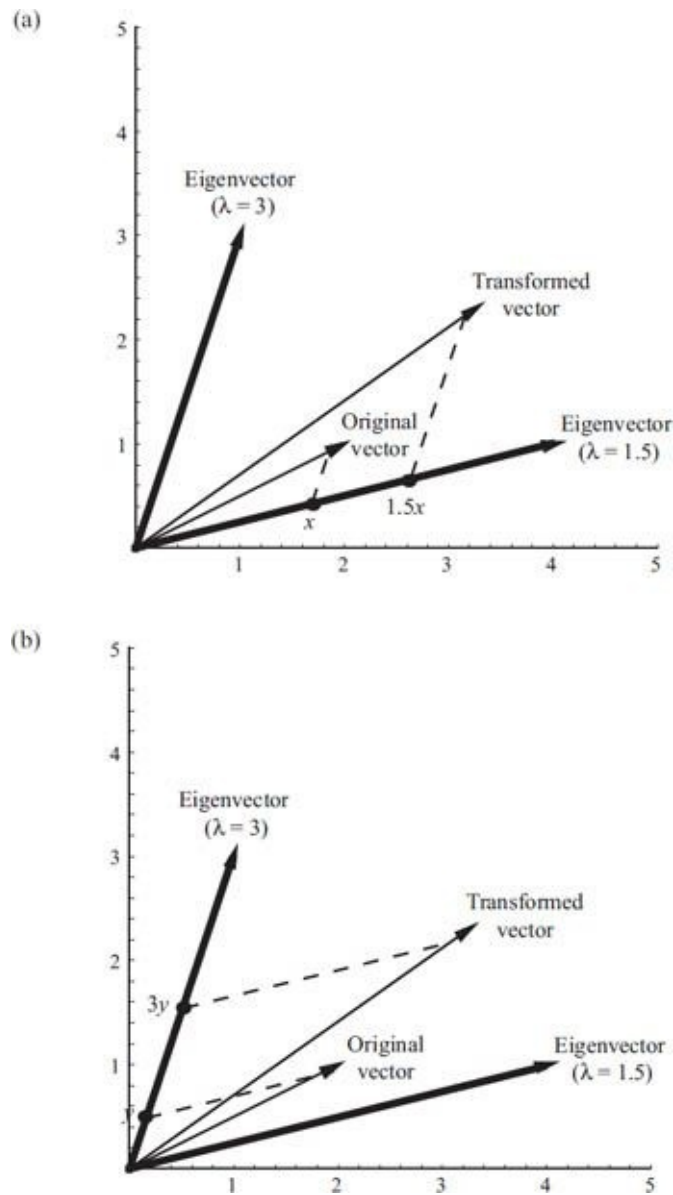 (a)
5
4
Eigenvector
(λ = 3)
3
Transformed
vector
2
Original
vector
Eigenvector
(λ = 1.5)
1
x
1.5x
1
2
3
4
5
(b)
5
4
Eigenvector
(λ = 3)
3
Transformed
vector
2
3y
Original
vector
Eigenvector
(λ = 1.5)
1
1
2
3
4
5